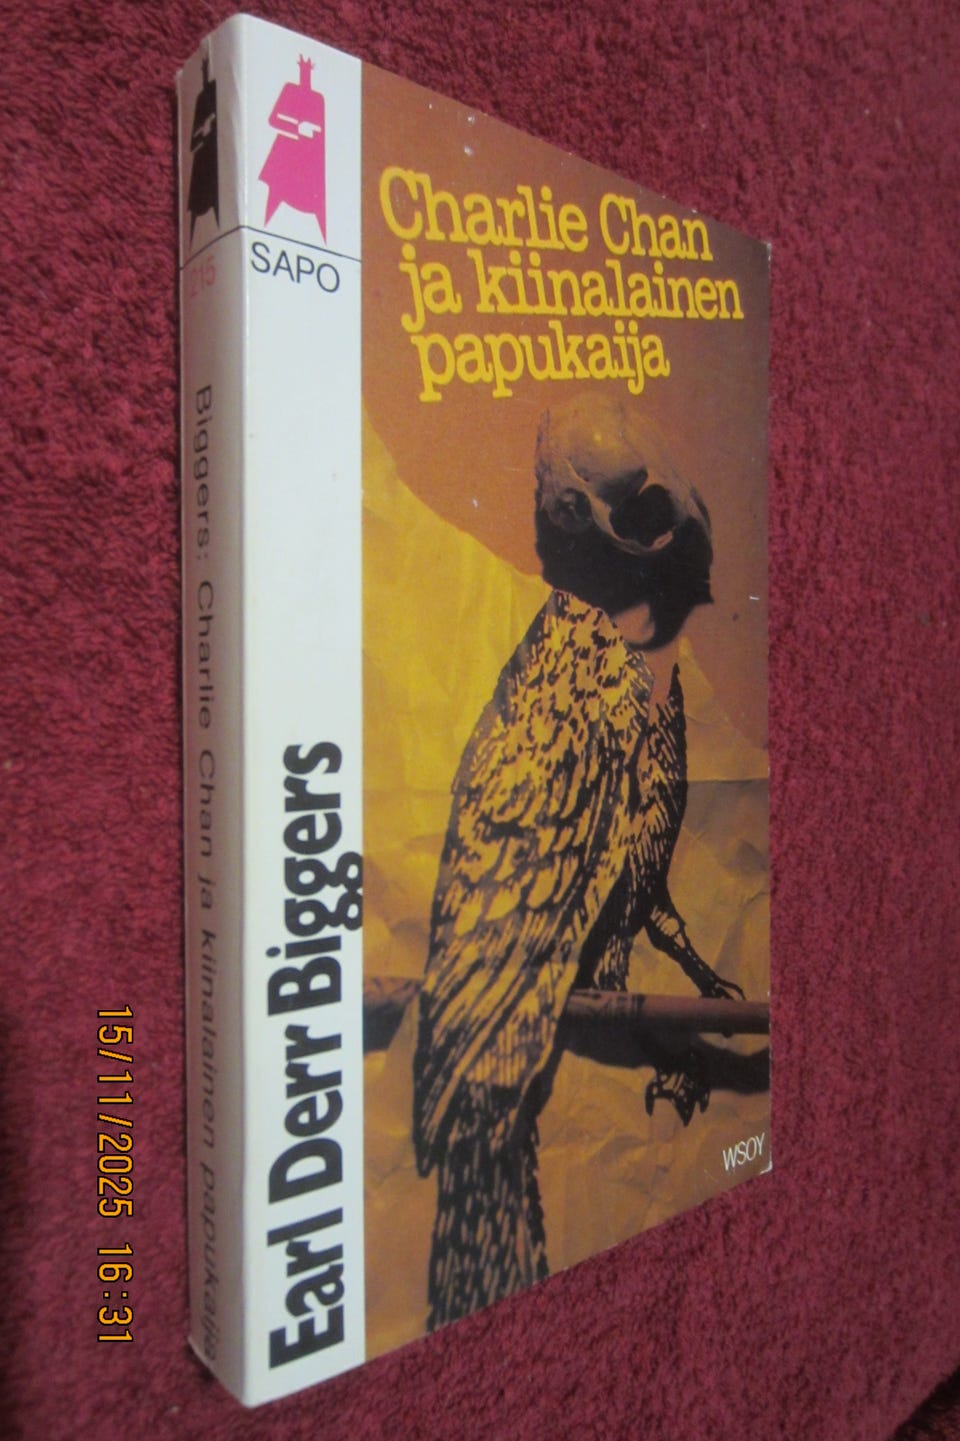 SAPO
Charlie Chan
ja kiinalainen
papukaija
Earl Derr Biggers
WSOY
215
Biggers: Charlie Chan ja kiinalainen papukaija
15/11/2025 16:31